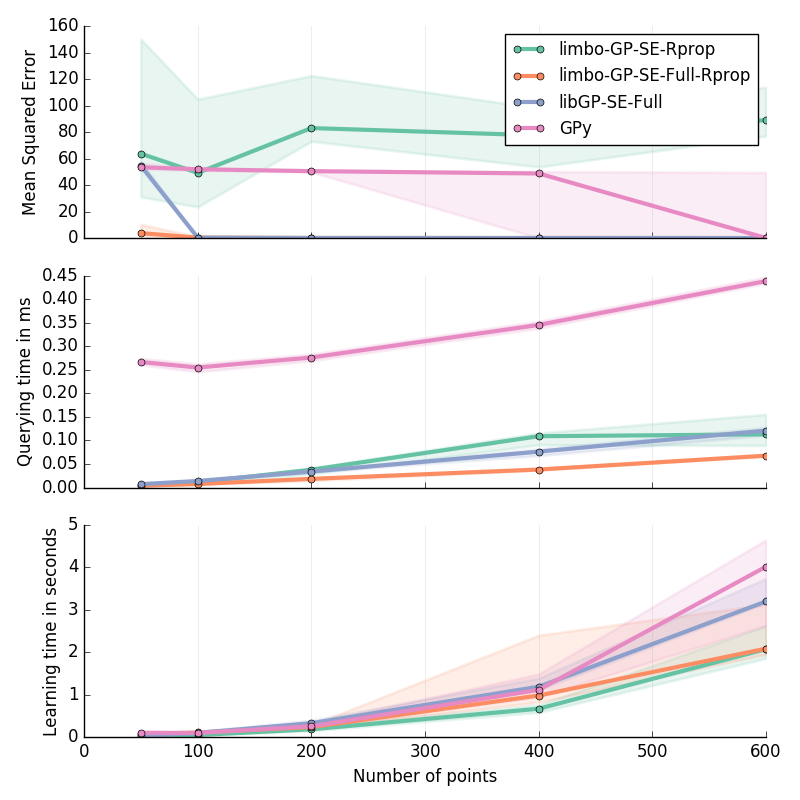 160
140
120
100
80
60
40
20
0
Mean Squared Error
limbo-GP-SE-Rprop
limbo-GP-SE-Full-Rprop
libGP-SE-Full
GPy
0.45
0.40
0.35
0.30
0.25
0.20
0.15
0.10
0.05
0.00
Querying time in ms
5
4
3
2
1
0
Learning time in seconds
0 100 200 300 400 500 600
Number of points